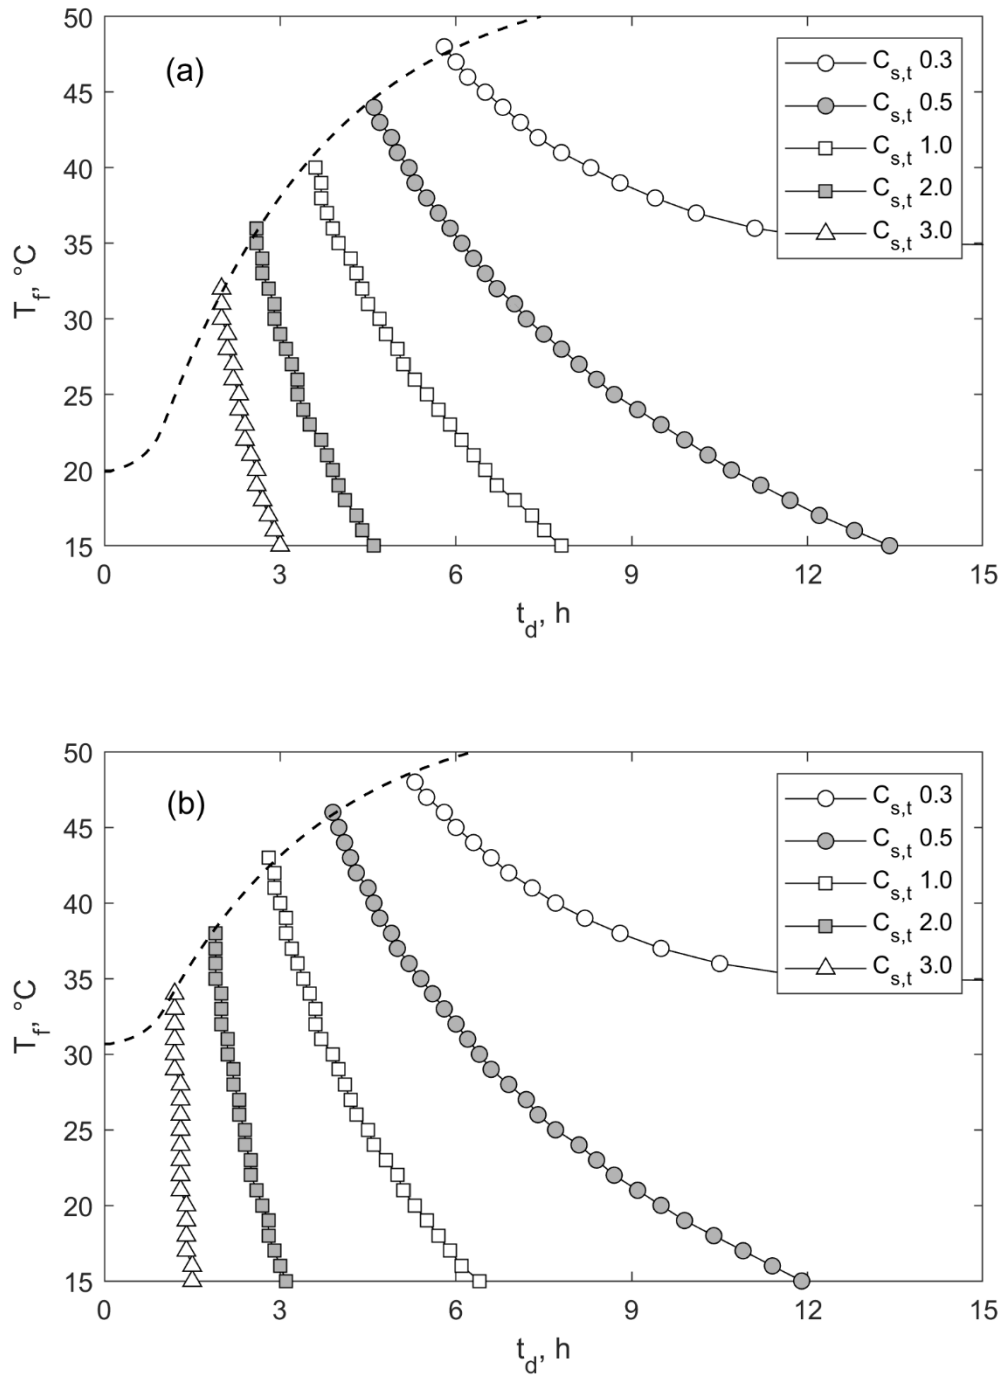 50
45
40
35
30
25
20
15
T_f, °C
(a)
C_s,t 0.3
C_s,t 0.5
C_s,t 1.0
C_s,t 2.0
C_s,t 3.0
0 3 6 9 12 15
t_d, h
50
45
40
35
30
25
20
15
T_f, °C
(b)
C_s,t 0.3
C_s,t 0.5
C_s,t 1.0
C_s,t 2.0
C_s,t 3.0
0 3 6 9 12 15
t_d, h